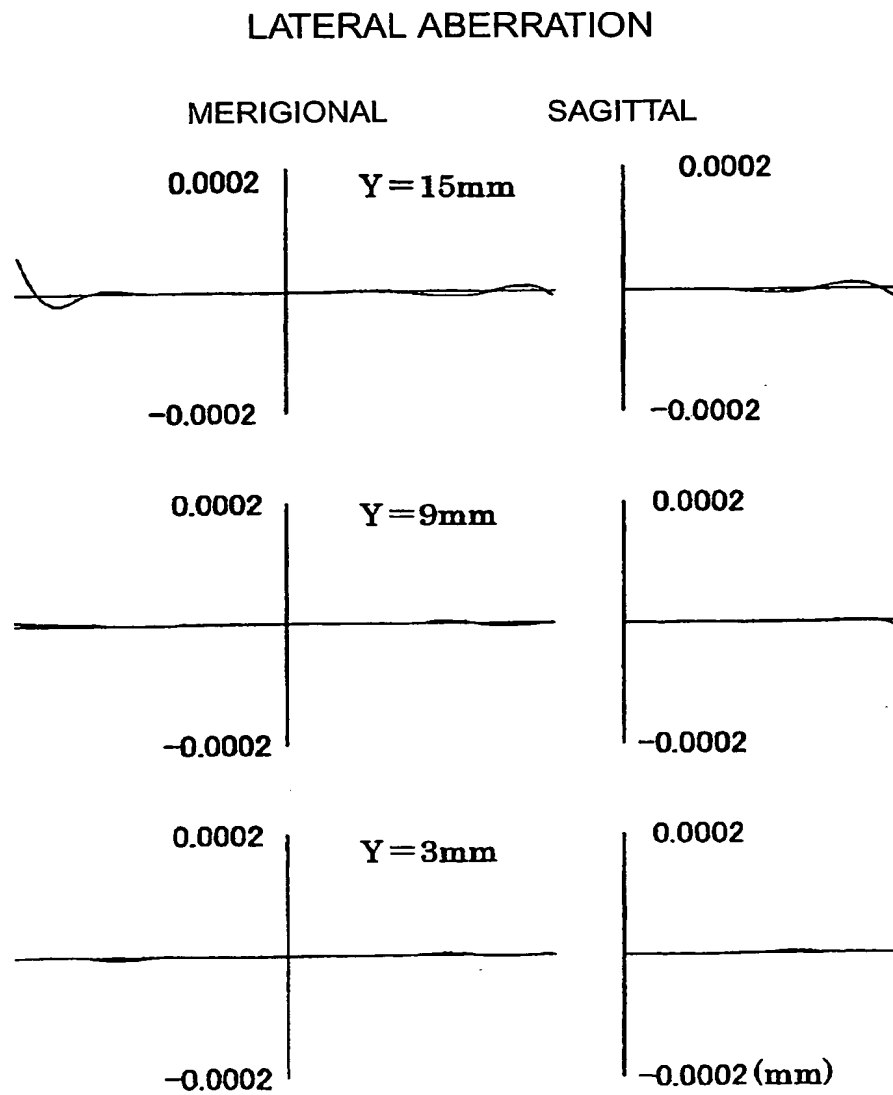 LATERAL ABERRATION
MERIGIONAL SAGITTAL
0.0002 Y=15mm 0.0002
-0.0002 -0.0002
0.0002 Y=9mm 0.0002
-0.0002 -0.0002
0.0002 Y=3mm 0.0002
-0.0002 -0.0002 (mm)